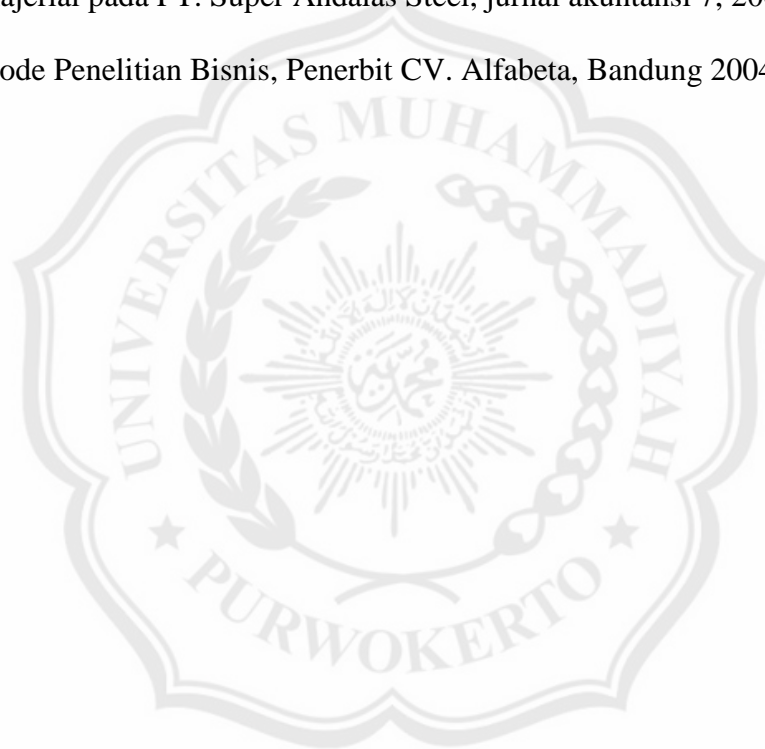 ajerial pada PT. Super Andalas Steel, jurnal akuntansi 7, 20
ode Penelitian Bisnis, Penerbit CV. Alfabeta, Bandung 2004
UNIVERSITAS MUHAMMADIYAH
PURWOKERTO